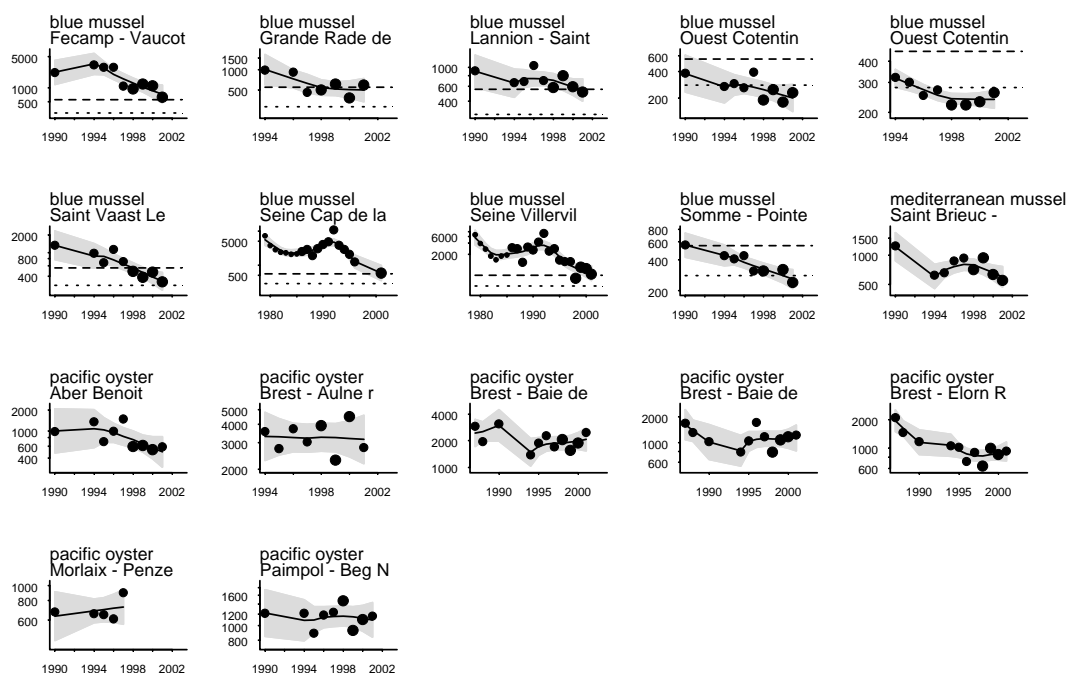 blue mussel
Fecamp - Vaucot
5000
1000
500
1990 1994 1998 2002
blue mussel
Grande Rade de
1500
1000
500
1994 1998 2002
blue mussel
Lannion - Saint
1000
600
400
1990 1994 1998 2002
blue mussel
Ouest Cotentin
600
400
200
1990 1994 1998 2002
blue mussel
Ouest Cotentin
400
300
200
1994 1998 2002
blue mussel
Saint Vaast Le
2000
800
400
1990 1994 1998 2002
blue mussel
Seine Cap de la
5000
500
1980 1990 2000
blue mussel
Seine Villervil
6000
2000
1980 1990 2000
blue mussel
Somme - Pointe
800
600
400
200
1990 1994 1998 2002
mediterranean mussel
Saint Brieuc -
1500
1000
500
1990 1994 1998 2002
pacific oyster
Aber Benoit
2000
1000
600
400
1990 1994 1998 2002
pacific oyster
Brest - Aulne r
5000
4000
3000
2000
1994 1998 2002
pacific oyster
Brest - Baie de
4000
2000
1000
1990 1995 2000
pacific oyster
Brest - Baie de
2000
1000
600
1990 1995 2000
pacific oyster
Brest - Elorn R
2000
1000
600
1990 1995 2000
pacific oyster
Morlaix - Penze
1000
800
600
1990 1994 1998 2002
pacific oyster
Paimpol - Beg N
1600
1200
1000
800
1990 1994 1998 2002